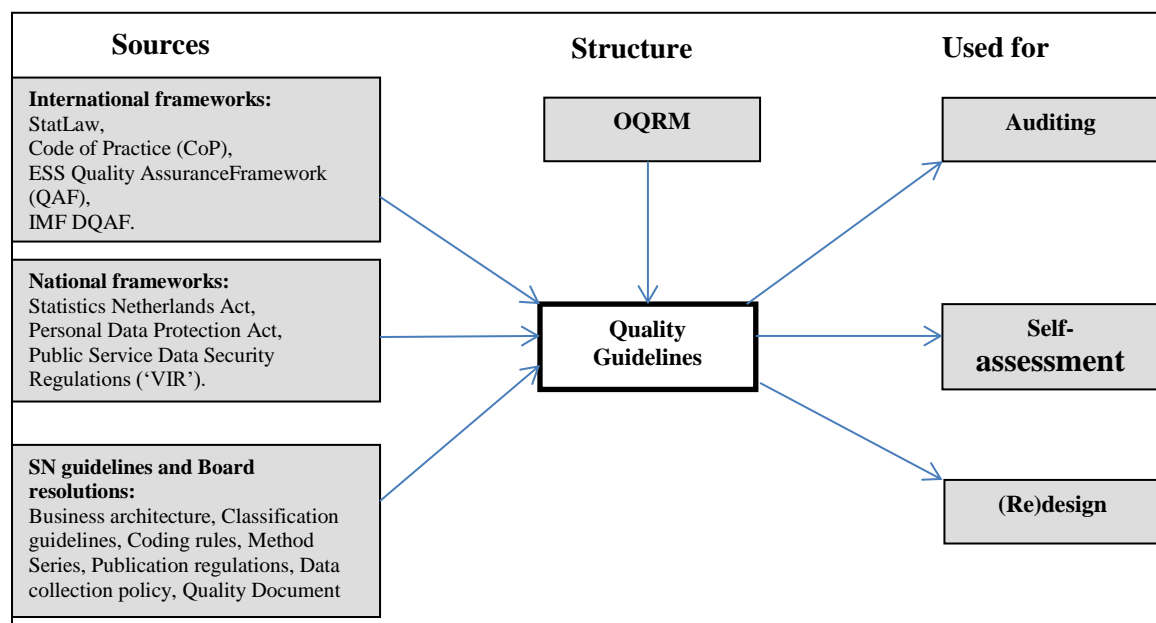 Sources
Structure
Used for
International frameworks:
StatLaw,
Code of Practice (CoP),
ESS Quality AssuranceFramework
(QAF),
IMF DQAF.
National frameworks:
Statistics Netherlands Act,
Personal Data Protection Act,
Public Service Data Security
Regulations (‘VIR’).
SN guidelines and Board
resolutions:
Business architecture, Classification
guidelines, Coding rules, Method
Series, Publication regulations, Data
collection policy, Quality Document
OQRM
Quality
Guidelines
Auditing
Self-
assessment
(Re)design